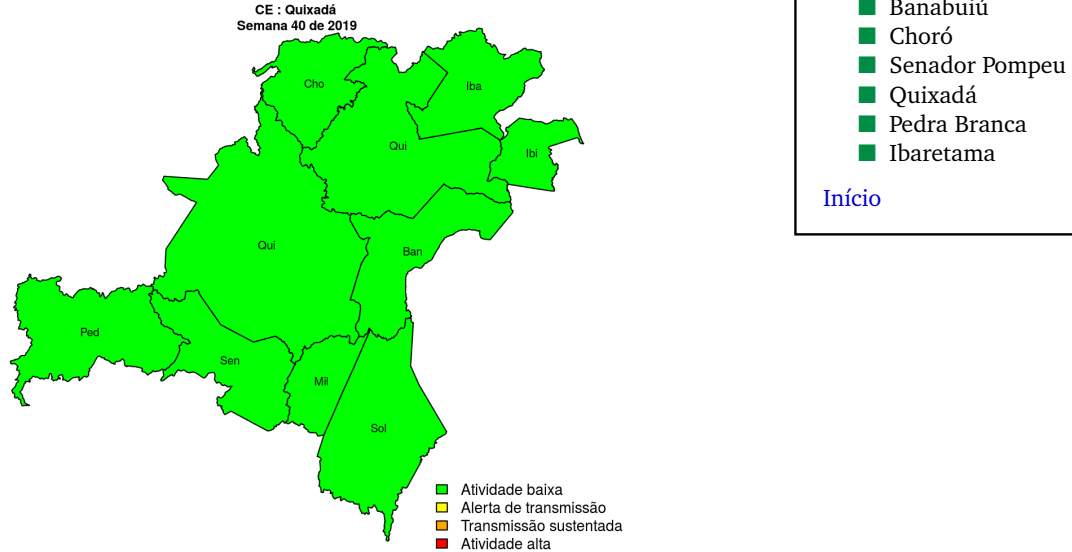 CE : Quixadá
Semana 40 de 2019
Cho
Iba
Qui
Ibi
Qui
Ban
Ped
Sen
Mil
Sol
Atividade baixa
Alerta de transmissão
Transmissão sustentada
Atividade alta
Banabuiú
Choró
Senador Pompeu
Quixadá
Pedra Branca
Ibaretama
Início